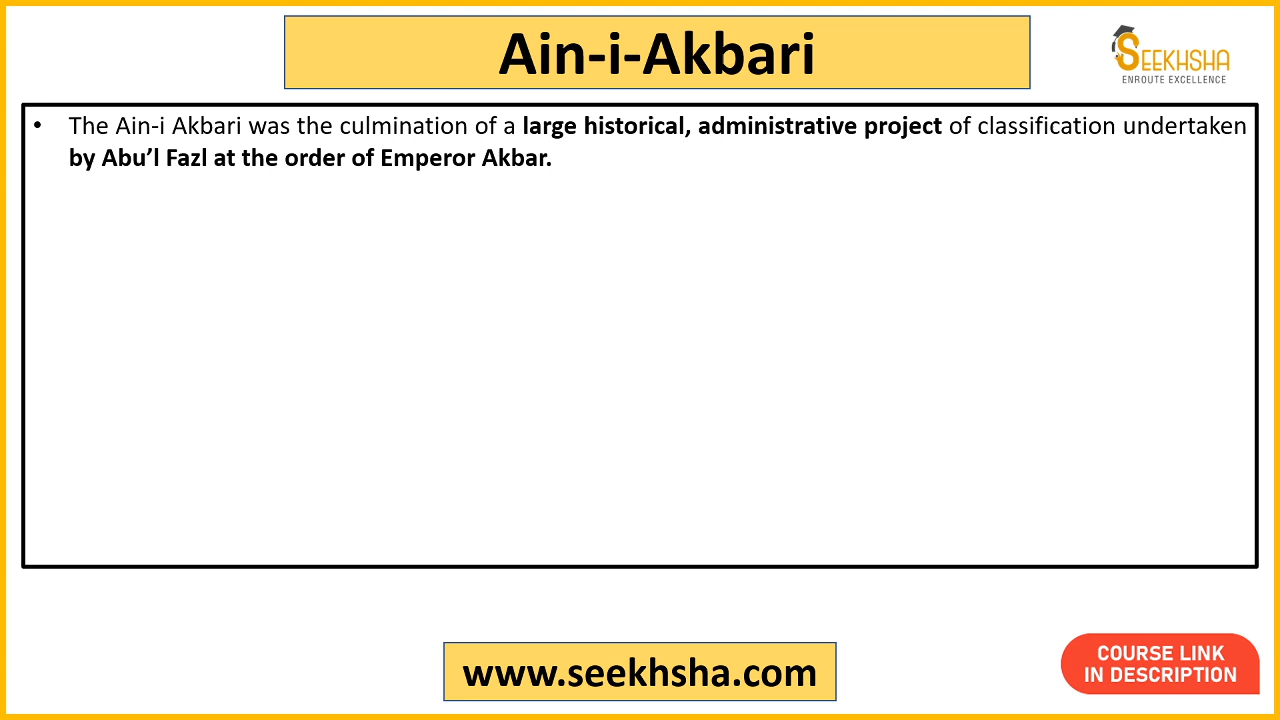 Ain-i-Akbari
SEEKHSHA
ENROUTE EXCELLENCE
• The Ain-i Akbari was the culmination of a large historical, administrative project of classification undertaken
by Abu’l Fazl at the order of Emperor Akbar.
www.seekhsha.com
COURSE LINK
IN DESCRIPTION